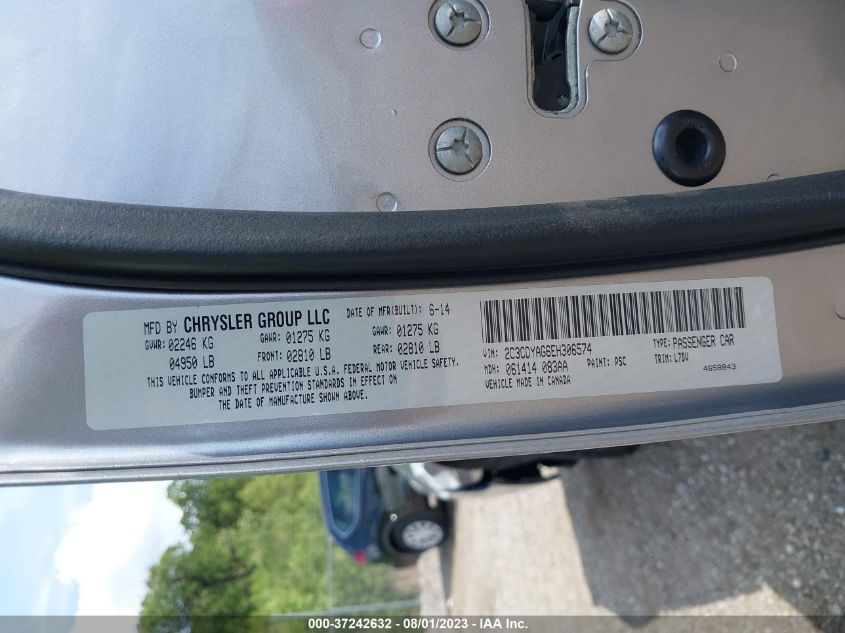 MFD BY CHRYSLER GROUP LLC DATE OF MFR(BUILT): 6-14
GVWR: 02246 KG GAWR: 01275 KG GAWR: 01275 KG
04950 LB FRONT: 02810 LB REAR: 02810 LB
THIS VEHICLE CONFORMS TO ALL APPLICABLE U.S.A. FEDERAL MOTOR VEHICLE SAFETY,
BUMPER AND THEFT PREVENTION STANDARDS IN EFFECT ON
THE DATE OF MANUFACTURE SHOWN ABOVE.
VIN: 2C3CDYAG6EH306574 TYPE: PASSENGER CAR
MDH: 061414 083AA PAINT: PSC TRIM: L7DV
VEHICLE MADE IN CANADA 4658843
000-37242632 - 08/01/2023 - IAA Inc.